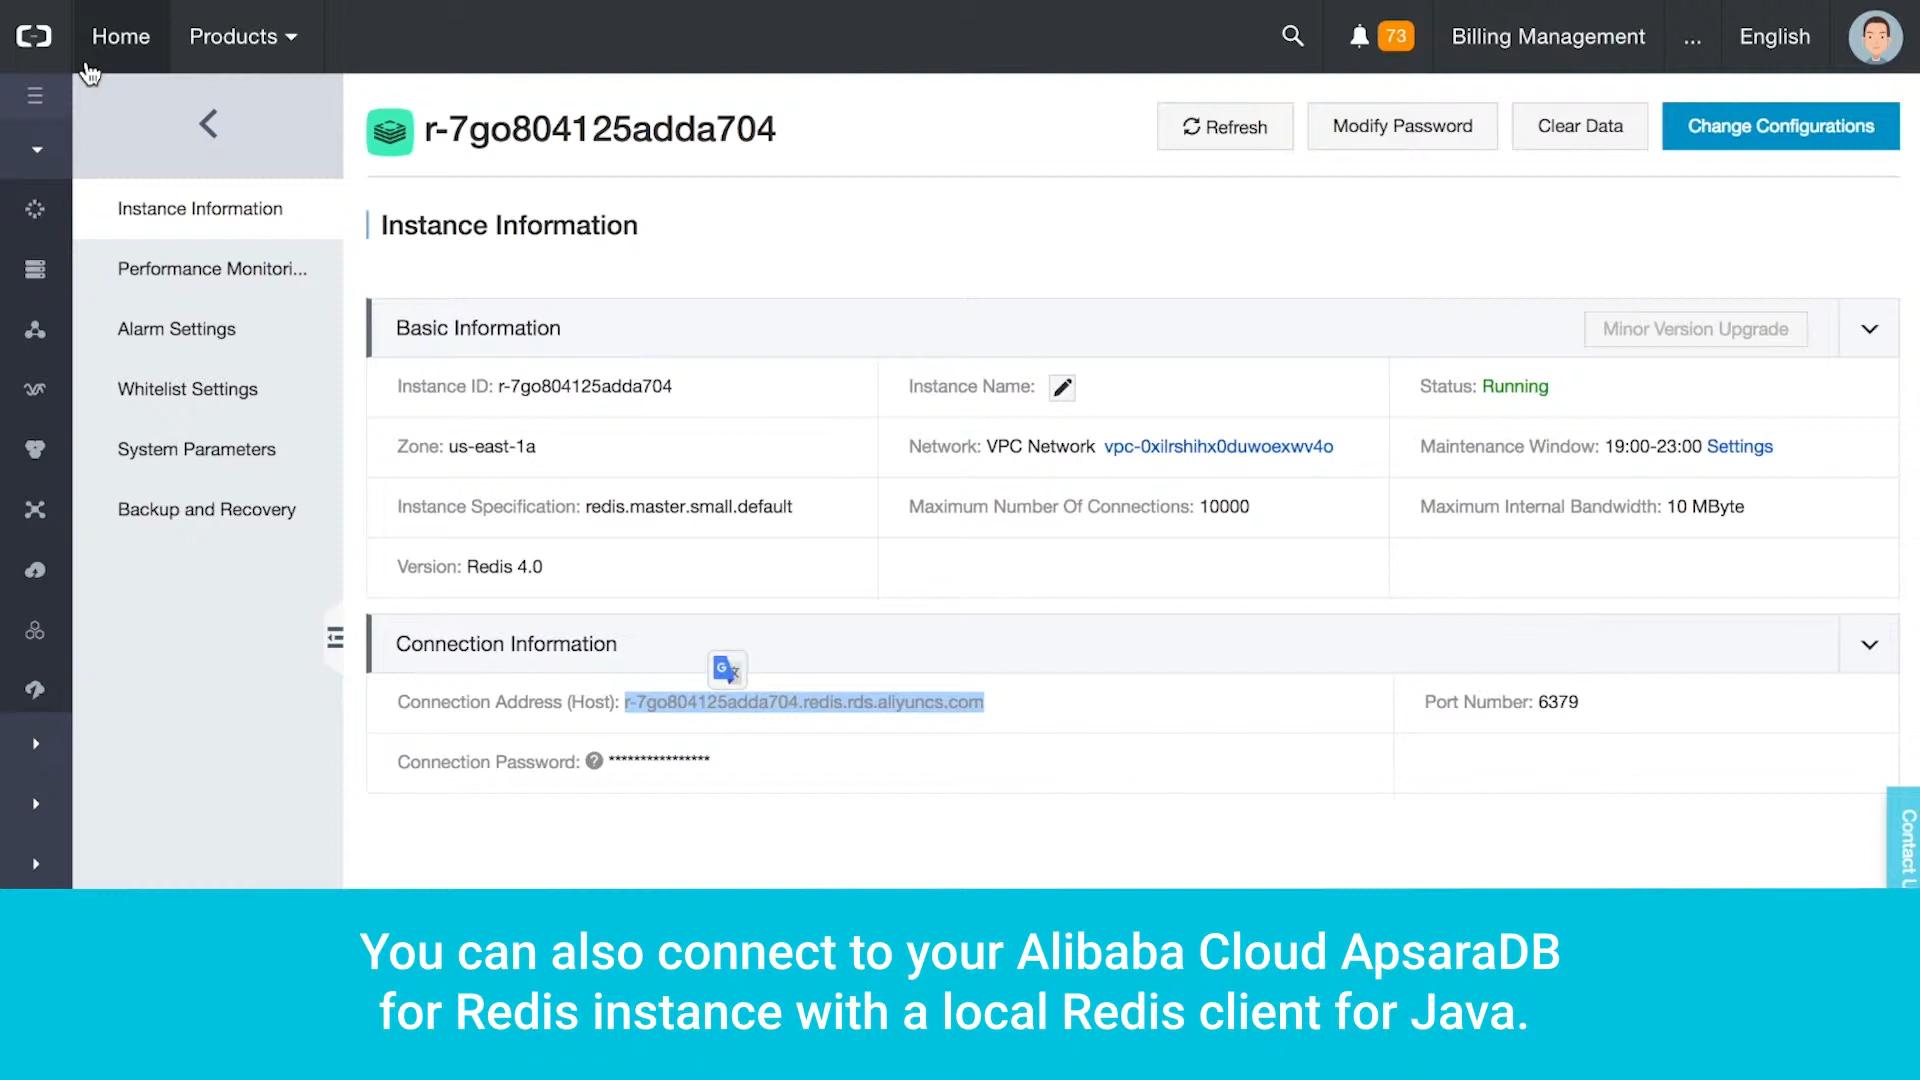 Home
Products
73
Billing Management
...
English
r-7go804125adda704
Refresh
Modify Password
Clear Data
Change Configurations
Instance Information
Performance Monitori...
Alarm Settings
Whitelist Settings
System Parameters
Backup and Recovery
Instance Information
Basic Information
Minor Version Upgrade
Instance ID: r-7go804125adda704
Instance Name:
Status: Running
Zone: us-east-1a
Network: VPC Network vpc-0xilrshihx0duwoexwv4o
Maintenance Window: 19:00-23:00 Settings
Instance Specification: redis.master.small.default
Maximum Number Of Connections: 10000
Maximum Internal Bandwidth: 10 MByte
Version: Redis 4.0
Connection Information
Connection Address (Host): r-7go804125adda704.redis.rds.aliyuncs.com
Port Number: 6379
Connection Password: ? ****************
Contact U
You can also connect to your Alibaba Cloud ApsaraDB
for Redis instance with a local Redis client for Java.